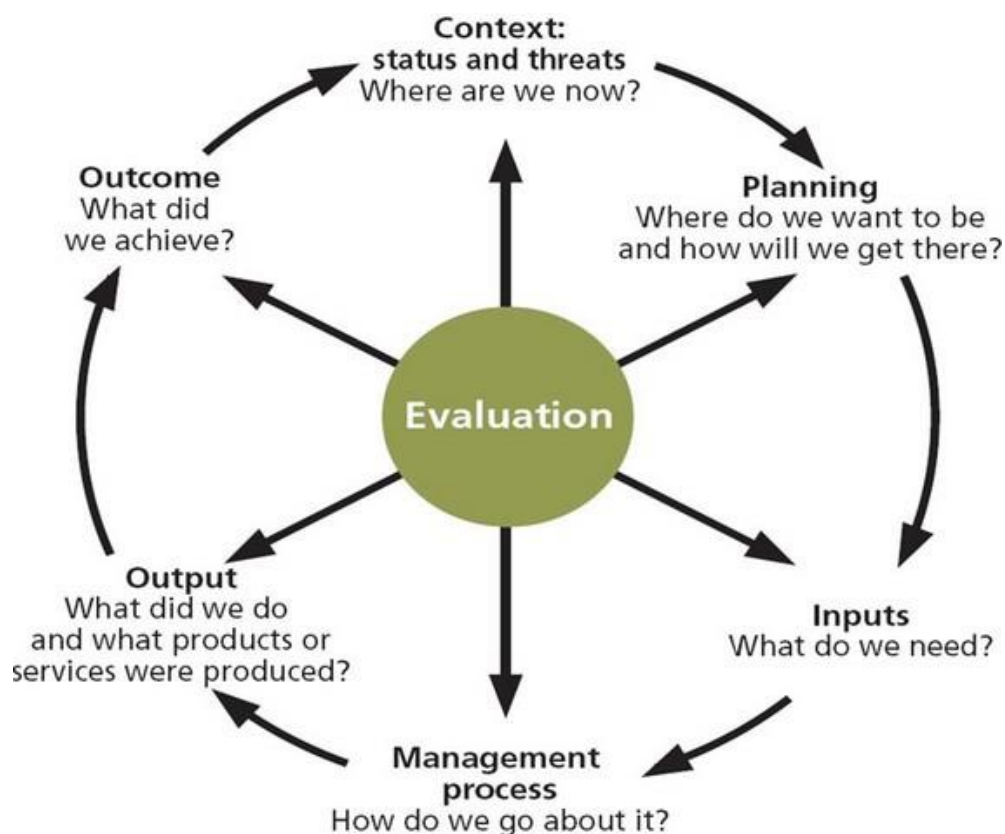 Context:
status and threats
Where are we now?
Planning
Where do we want to be
and how will we get there?
Inputs
What do we need?
Management
process
How do we go about it?
Output
What did we do
and what products or
services were produced?
Outcome
What did
we achieve?
Evaluation